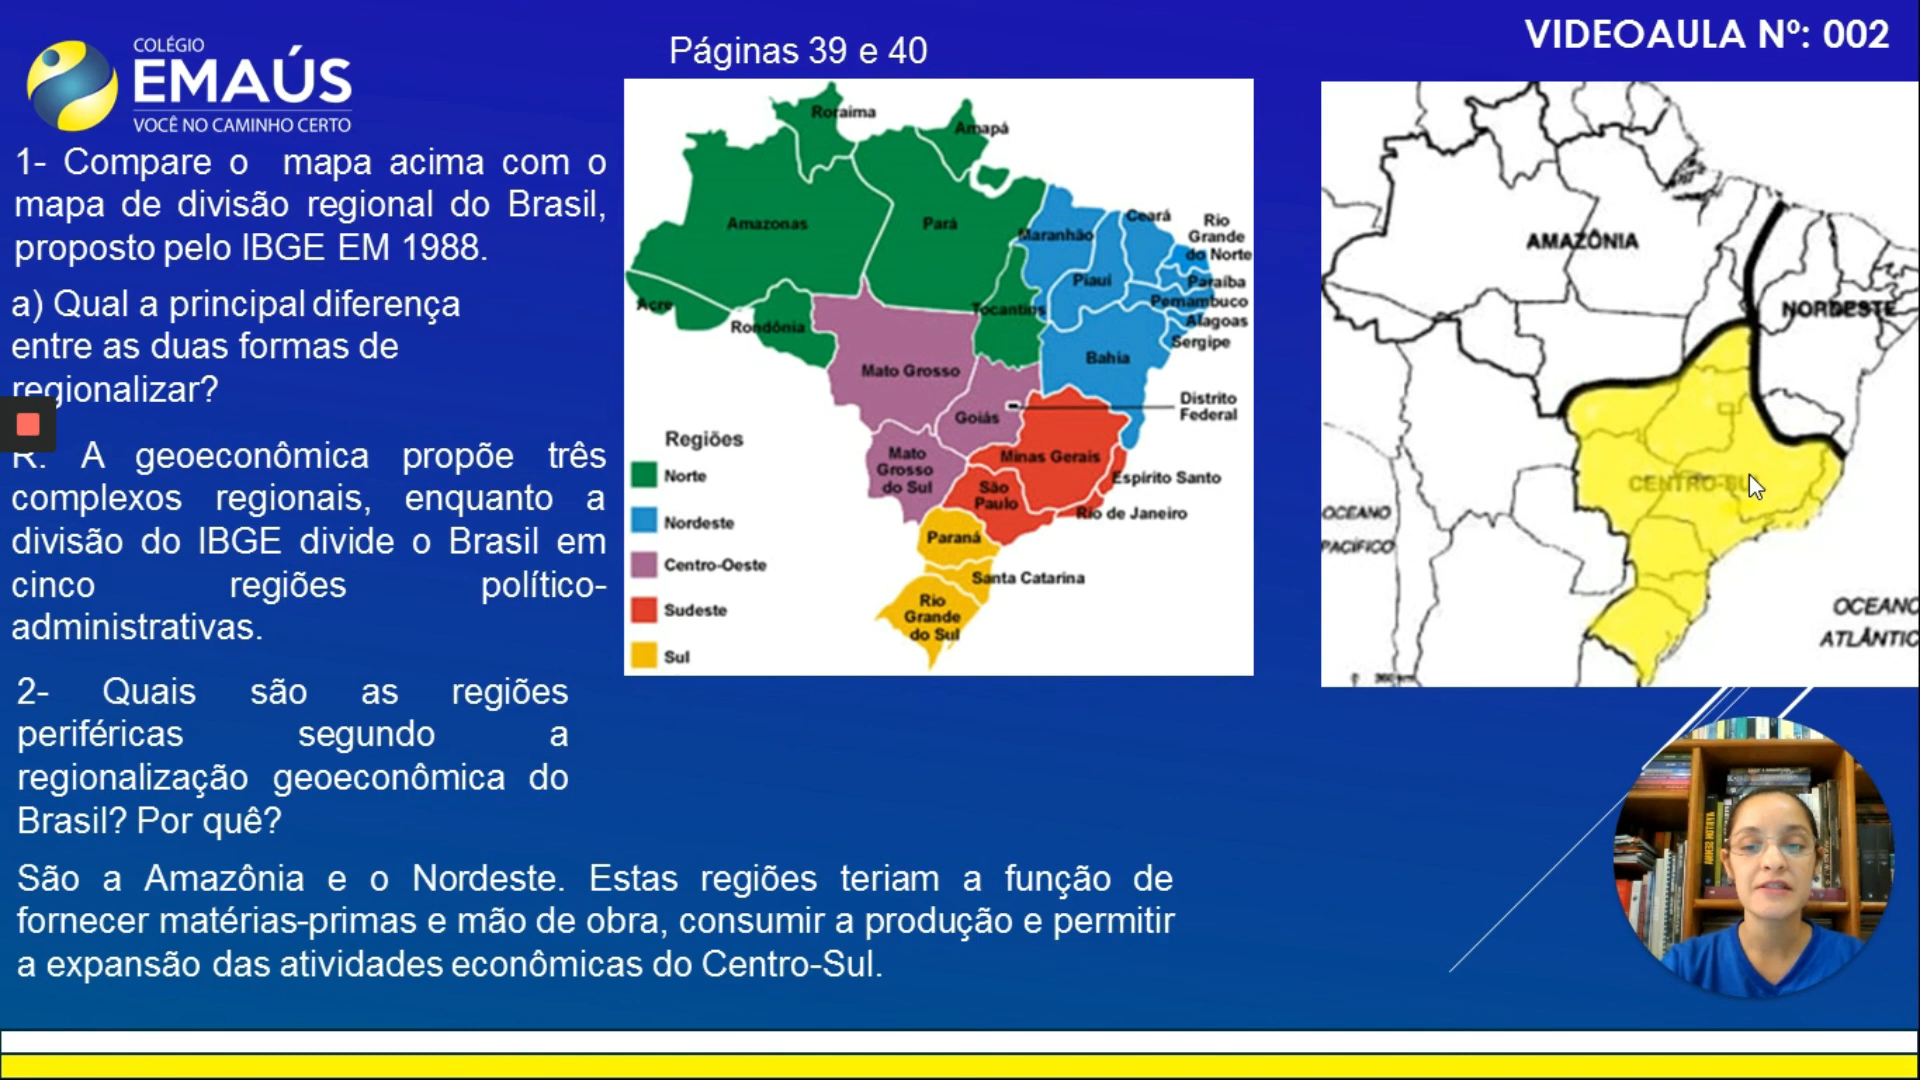 COLÉGIO
EMAÚS
VOCÊ NO CAMINHO CERTO
Páginas 39 e 40
VIDEOAULA Nº: 002
1- Compare o mapa acima com o
mapa de divisão regional do Brasil,
proposto pelo IBGE EM 1988.
a) Qual a principal diferença
entre as duas formas de
regionalizar?
R. A geoeconômica propõe três
complexos regionais, enquanto a
divisão do IBGE divide o Brasil em
cinco regiões político-
administrativas.
2- Quais são as regiões
periféricas segundo a
regionalização geoeconômica do
Brasil? Por quê?
São a Amazônia e o Nordeste. Estas regiões teriam a função de
fornecer matérias-primas e mão de obra, consumir a produção e permitir
a expansão das atividades econômicas do Centro-Sul.
Roraima
Amapá
Amazonas
Pará
Maranhão
Ceará
Rio
Grande
do Norte
Piauí
Paraíba
Pernambuco
Alagoas
Sergipe
Acre
Rondônia
Tocantins
Bahia
Mato Grosso
Goiás
Distrito
Federal
Mato
Grosso
do Sul
Minas Gerais
Espírito Santo
São
Paulo
Rio de Janeiro
Paraná
Santa Catarina
Rio
Grande
do Sul
Regiões
Norte
Nordeste
Centro-Oeste
Sudeste
Sul
AMAZÔNIA
NORDESTE
CENTRO-SU
OCEANO
PACÍFICO
OCEANO
ATLÂNTIC